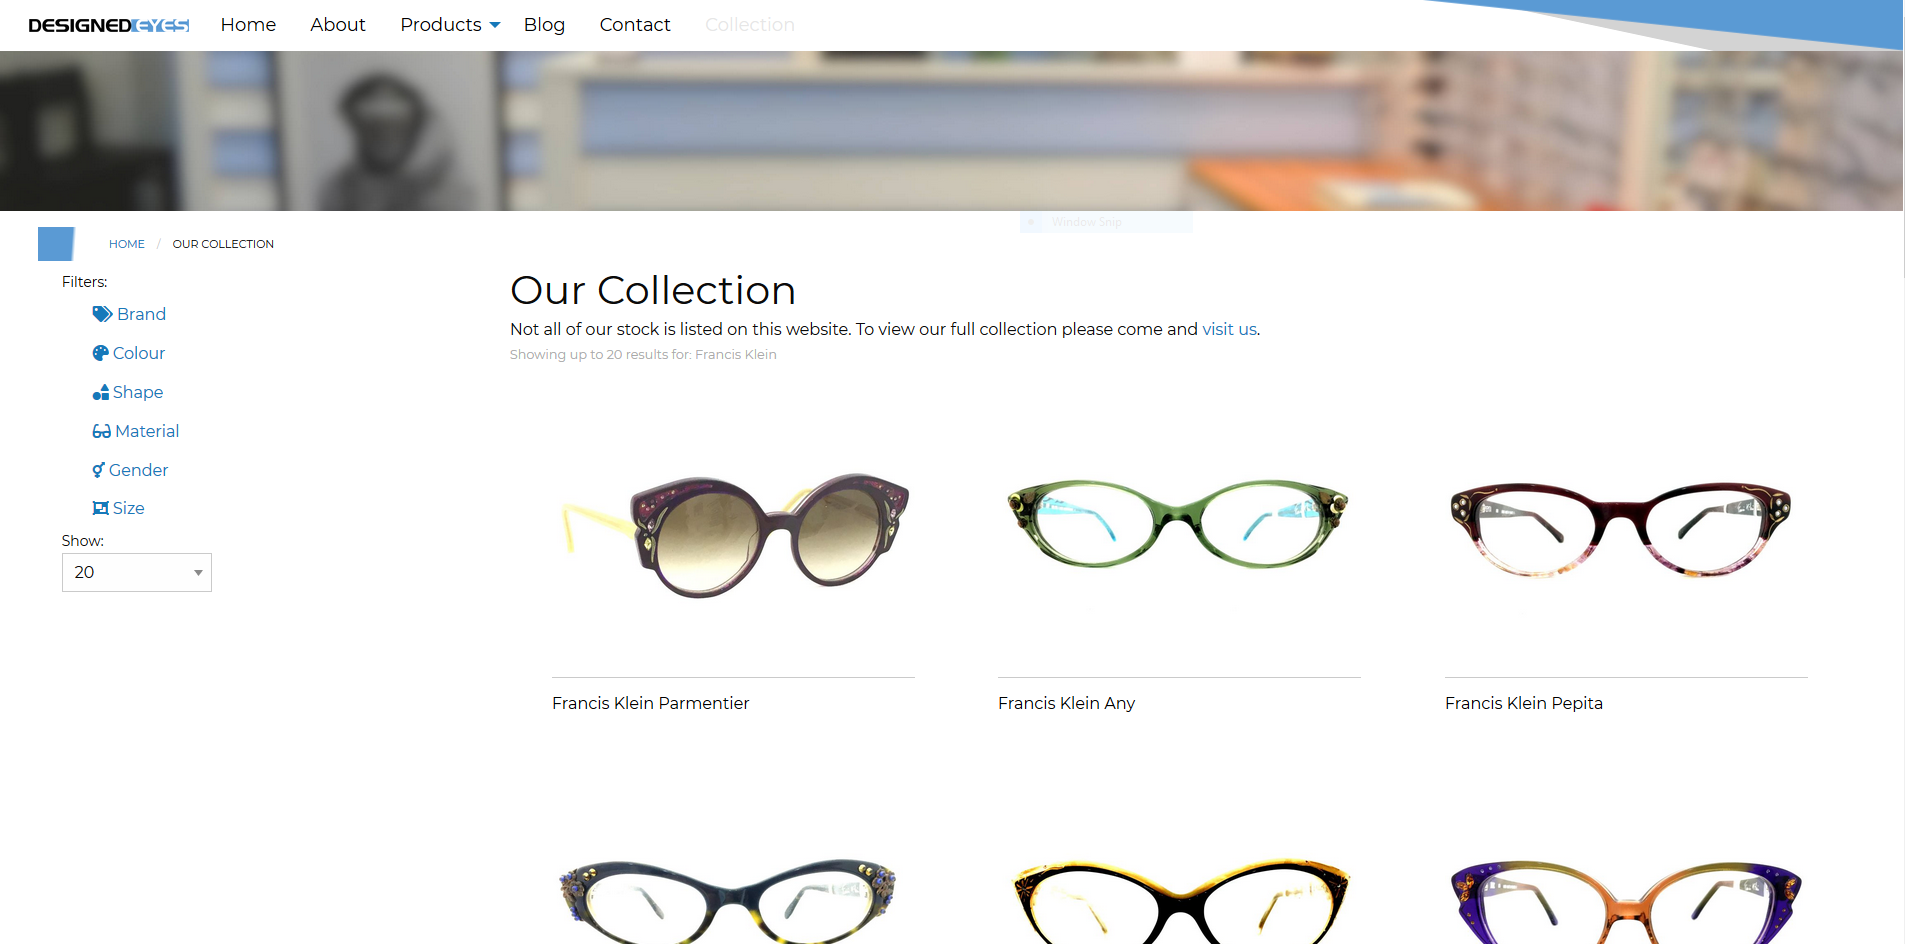 DESIGNEDEYES Home About Products Blog Contact Collection
Window Snip
HOME / OUR COLLECTION
Filters:
Brand
Colour
Shape
Material
Gender
Size
Show:
20
Our Collection
Not all of our stock is listed on this website. To view our full collection please come and visit us.
Showing up to 20 results for: Francis Klein
Francis Klein Parmentier
Francis Klein Any
Francis Klein Pepita